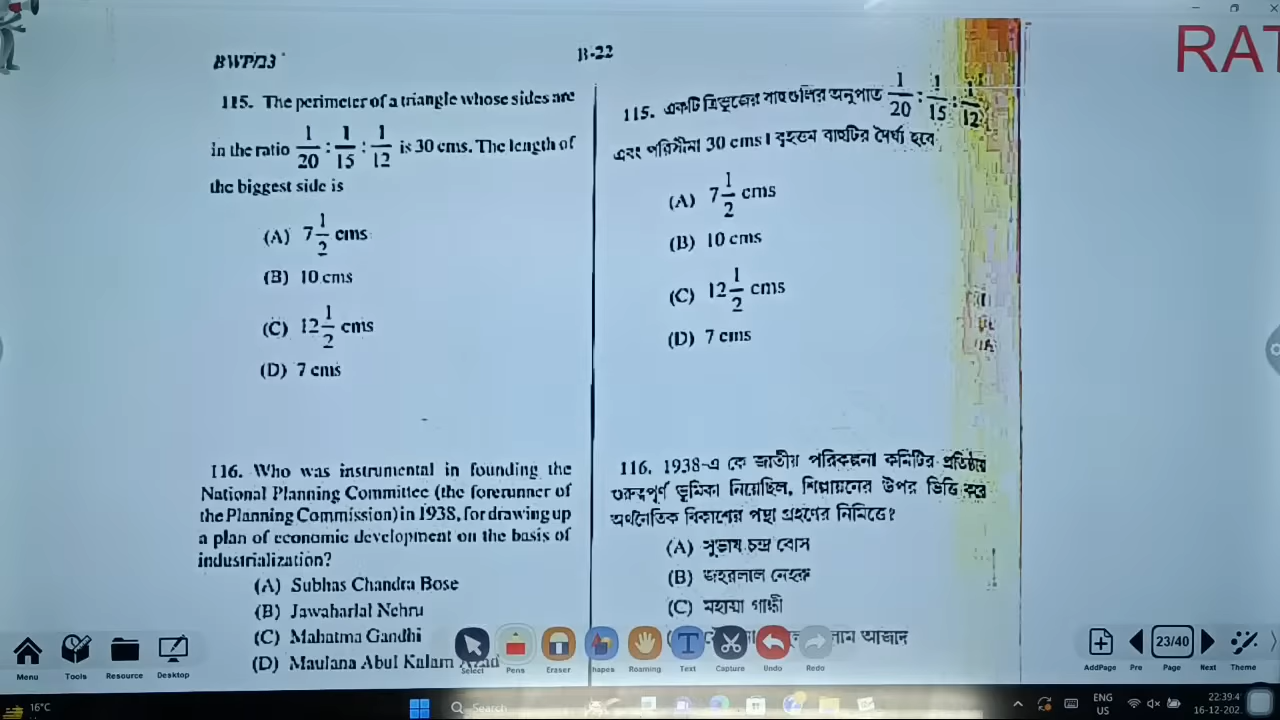 RAT
BWP/23
B-22
115. The perimeter of a triangle whose sides are
in the ratio 1/20 : 1/15 : 1/12 is 30 cms. The length of
the biggest side is
(A) 7 1/2 cms
(B) 10 cms
(C) 12 1/2 cms
(D) 7 cms
116. Who was instrumental in founding the
National Planning Committee (the forerunner of
the Planning Commission) in 1938, for drawing up
a plan of economic development on the basis of
industrialization?
(A) Subhas Chandra Bose
(B) Jawaharlal Nehru
(C) Mahatma Gandhi
(D) Maulana Abul Kalam Azad
115. একটি ত্রিভুজের বাহুগুলির অনুপাত 1/20 : 1/15 : 1/12
এবং পরিসীমা 30 cms। বৃহত্তম বাহুটির দৈর্ঘ্য হবে
(A) 7 1/2 cms
(B) 10 cms
(C) 12 1/2 cms
(D) 7 cms
116. 1938-এ কে জাতীয় পরিকল্পনা কমিটির প্রতিষ্ঠায়
গুরুত্বপূর্ণ ভূমিকা নিয়েছিল, শিল্পায়নের উপর ভিত্তি করে
অর্থনৈতিক বিকাশের পন্থা গ্রহণের নিমিত্তে?
(A) সুভাষ চন্দ্র বোস
(B) জহরলাল নেহরু
(C) মহাত্মা গান্ধী
আজাদ
Menu
Tools
Resource
Desktop
Select
Pens
Eraser
hapes
Roaming
Text
Capture
Undo
Redo
AddPage
Pre
23/40
Page
Next
Theme
16°C
Search
ENG
US
22:39:4
16-12-202